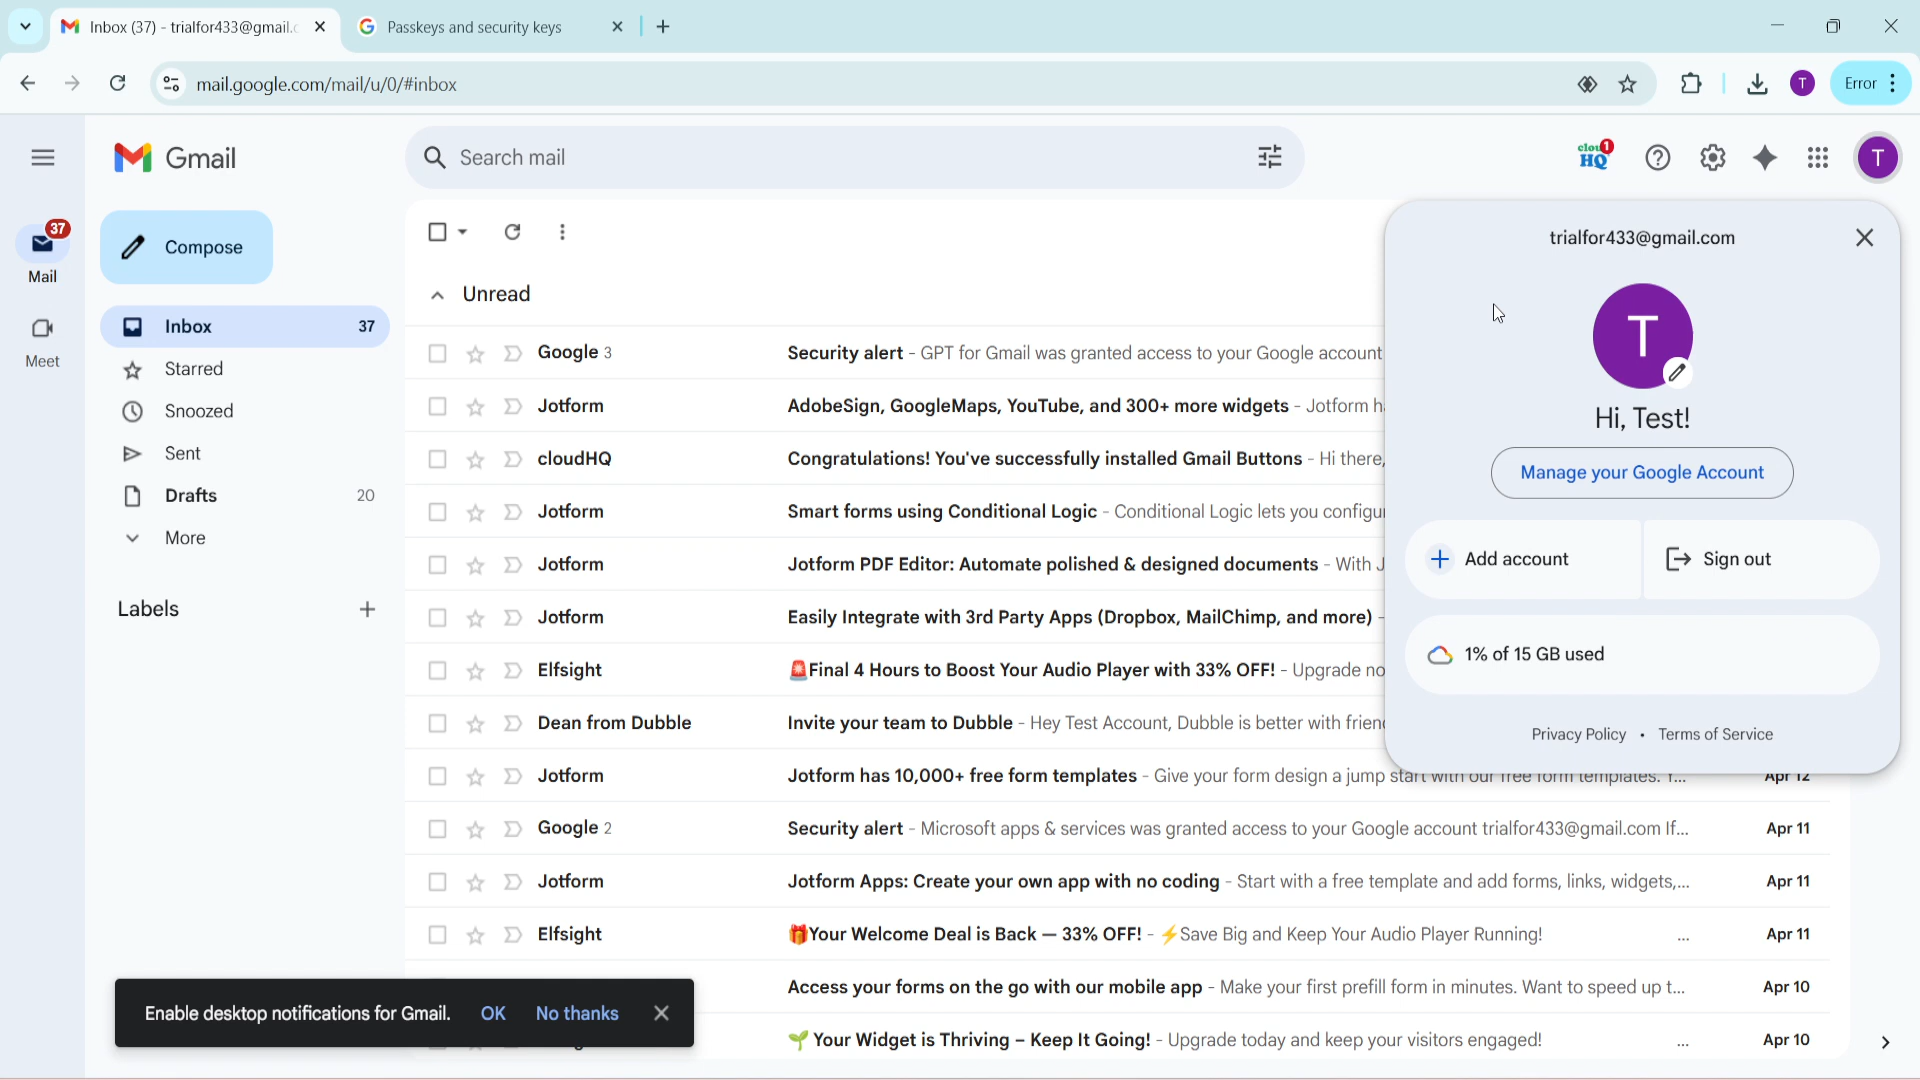 Inbox (37) - trialfor433@gmail.c
Passkeys and security keys
mail.google.com/mail/u/0/#inbox
T
Error
Gmail
Search mail
cloudHQ
1
T
37
Mail
Meet
Compose
Inbox 37
Starred
Snoozed
Sent
Drafts 20
More
Labels
Unread
Google 3 Security alert - GPT for Gmail was granted access to your Google account
Jotform AdobeSign, GoogleMaps, YouTube, and 300+ more widgets - Jotform h
cloudHQ Congratulations! You've successfully installed Gmail Buttons - Hi there,
Jotform Smart forms using Conditional Logic - Conditional Logic lets you configu
Jotform Jotform PDF Editor: Automate polished & designed documents - With J
Jotform Easily Integrate with 3rd Party Apps (Dropbox, MailChimp, and more) -
Elfsight 🚨Final 4 Hours to Boost Your Audio Player with 33% OFF! - Upgrade no
Dean from Dubble Invite your team to Dubble - Hey Test Account, Dubble is better with frien
Jotform Jotform has 10,000+ free form templates - Give your form design a jump start with our free form templates. Y... Apr 12
Google 2 Security alert - Microsoft apps & services was granted access to your Google account trialfor433@gmail.com If... Apr 11
Jotform Jotform Apps: Create your own app with no coding - Start with a free template and add forms, links, widgets,... Apr 11
Elfsight 🎁Your Welcome Deal is Back — 33% OFF! - ⚡Save Big and Keep Your Audio Player Running! ... Apr 11
Access your forms on the go with our mobile app - Make your first prefill form in minutes. Want to speed up t... Apr 10
🌱Your Widget is Thriving – Keep It Going! - Upgrade today and keep your visitors engaged! ... Apr 10
trialfor433@gmail.com
T
Hi, Test!
Manage your Google Account
Add account
Sign out
1% of 15 GB used
Privacy Policy • Terms of Service
Enable desktop notifications for Gmail. OK No thanks